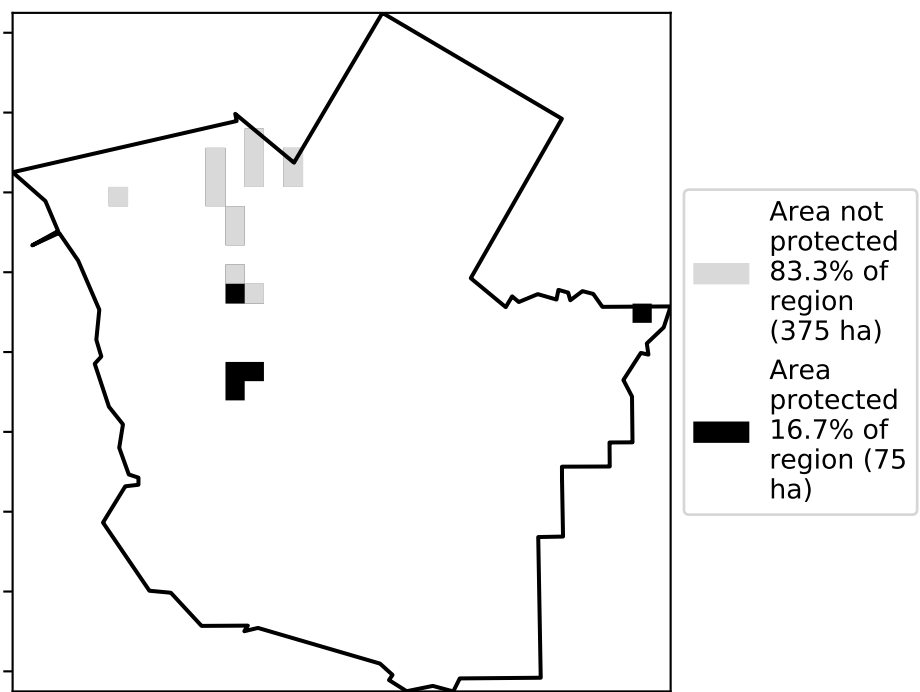 Area not
protected
83.3% of
region
(375 ha)
Area
protected
16.7% of
region (75
ha)